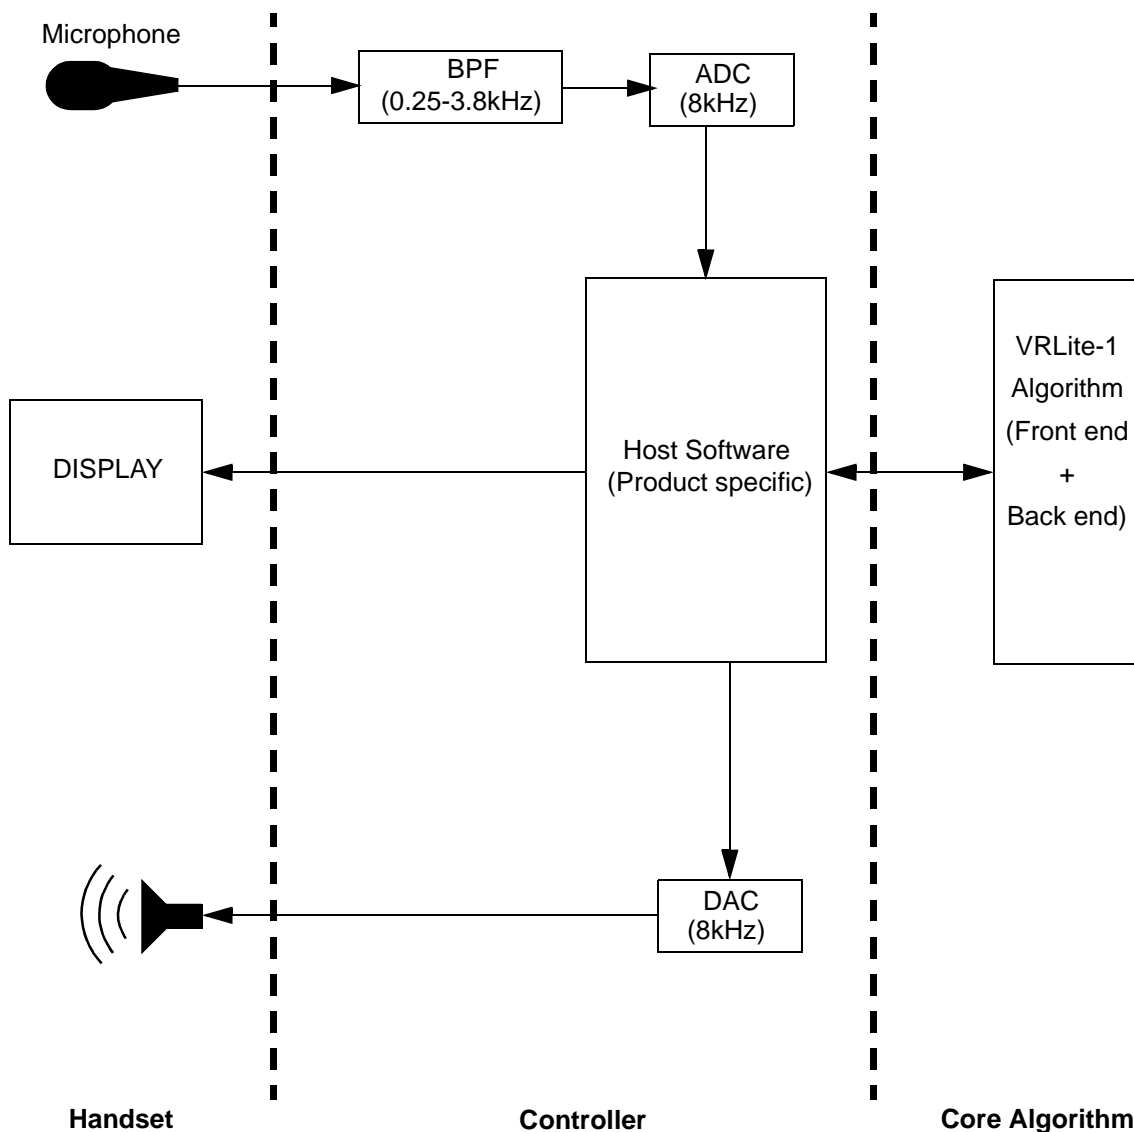 Microphone
BPF
(0.25-3.8kHz)
ADC
(8kHz)
VRLite-1
Algorithm
(Front end
+
Back end)
Host Software
(Product specific)
DISPLAY
DAC
(8kHz)
Handset
Controller
Core Algorithm